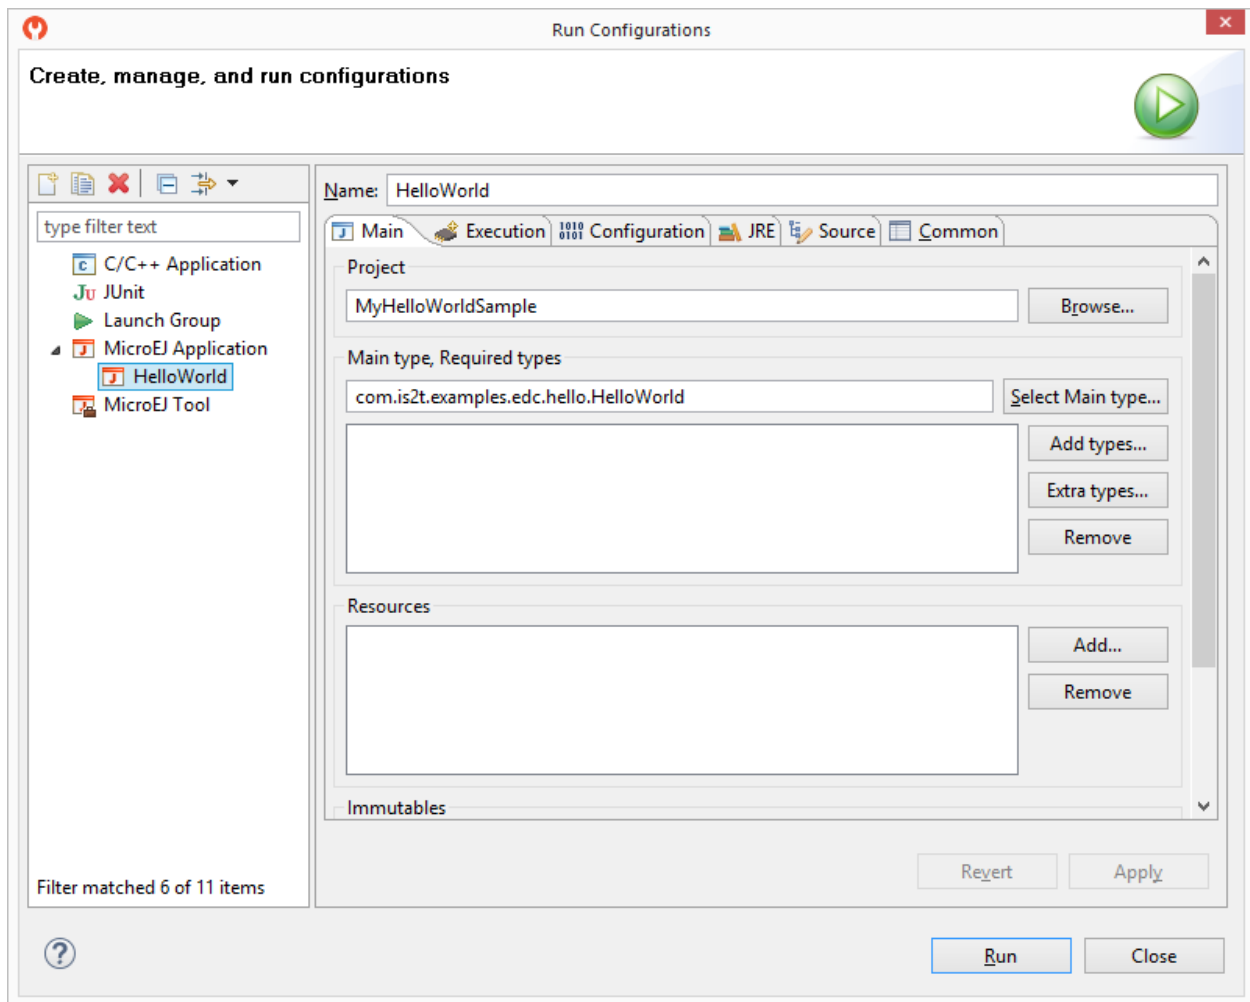 Run Configurations
Create, manage, and run configurations
type filter text
C/C++ Application
JUnit
Launch Group
MicroEJ Application
HelloWorld
MicroEJ Tool
Filter matched 6 of 11 items
Name: HelloWorld
Main Execution Configuration JRE Source Common
Project
MyHelloWorldSample Browse...
Main type, Required types
com.is2t.examples.edc.hello.HelloWorld Select Main type...
Add types...
Extra types...
Remove
Resources
Add...
Remove
Immutables
Revert Apply
Run Close